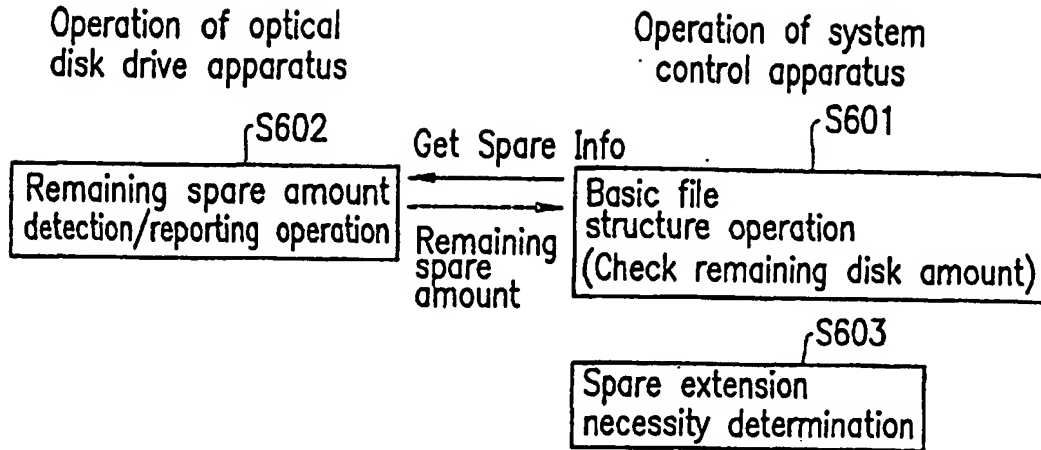 Operation of optical
disk drive apparatus
Operation of system
control apparatus
S602
Get Spare Info
S601
Remaining spare amount
detection/reporting operation
Remaining
spare
amount
Basic file
structure operation
(Check remaining disk amount)
S603
Spare extension
necessity determination